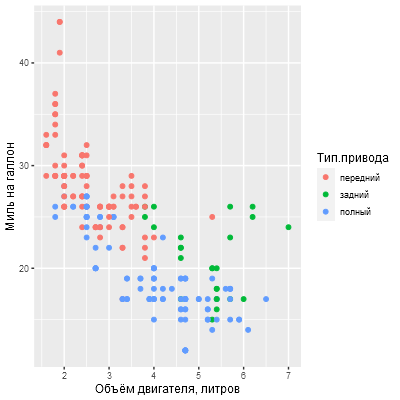 40
30
20
2
3
4
5
6
7
Миль на галлон
Объём двигателя, литров
Тип.привода
передний
задний
полный